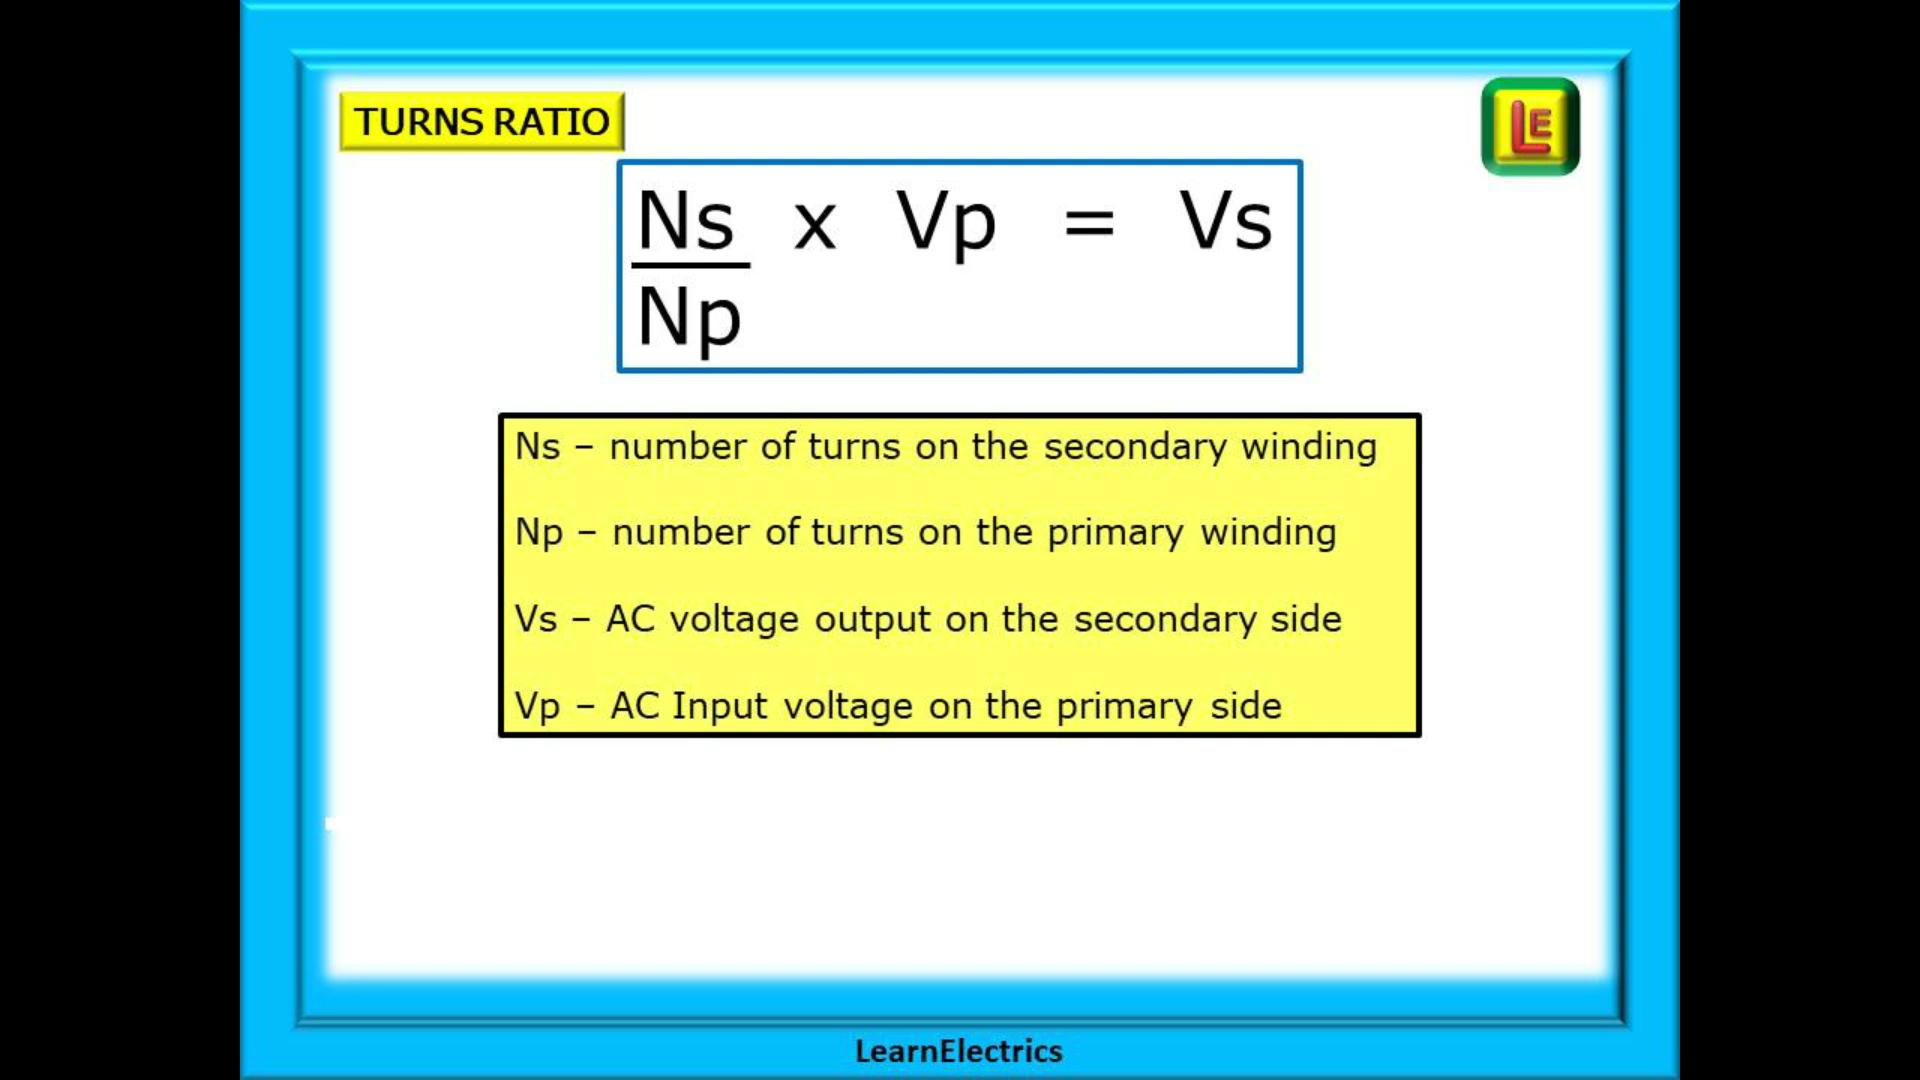 TURNS RATIO
LE
Ns x Vp = Vs
Np
Ns – number of turns on the secondary winding
Np – number of turns on the primary winding
Vs – AC voltage output on the secondary side
Vp – AC Input voltage on the primary side
LearnElectrics